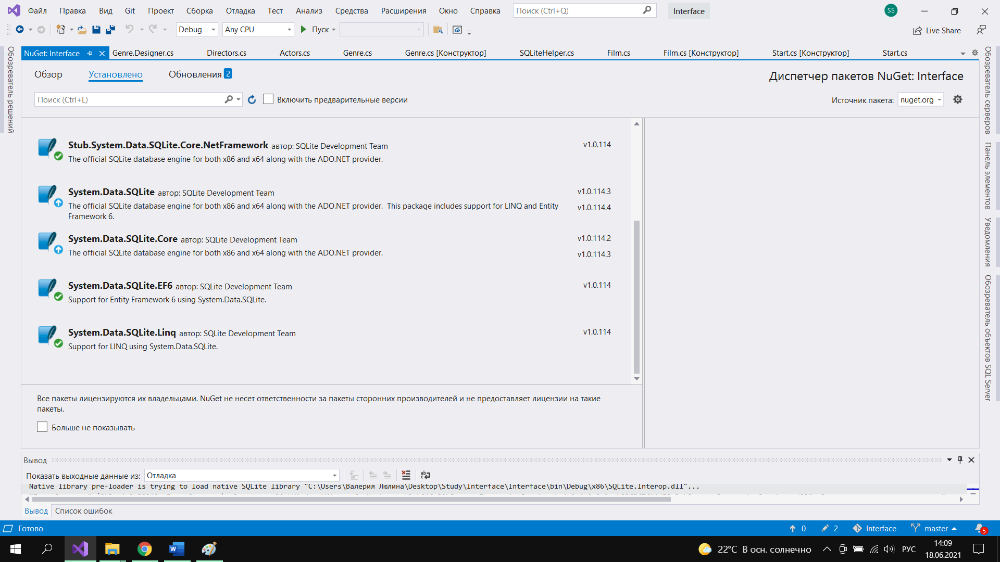 Файл Правка Вид Git Проект Сборка Отладка Тест Анализ Средства Расширения Окно Справка Поиск (Ctrl+Q) Interface SS
Debug Any CPU Пуск Live Share
NuGet: Interface Genre.Designer.cs Directors.cs Actors.cs Genre.cs Genre.cs [Конструктор] SQLiteHelper.cs Film.cs Film.cs [Конструктор] Start.cs [Конструктор] Start.cs
Обозреватель решений
Обзор Установлено Обновления 2
Диспетчер пакетов NuGet: Interface
Поиск (Ctrl+L) Включить предварительные версии
Источник пакета: nuget.org
Stub.System.Data.SQLite.Core.NetFramework автор: SQLite Development Team v1.0.114
The official SQLite database engine for both x86 and x64 along with the ADO.NET provider.
System.Data.SQLite автор: SQLite Development Team v1.0.114.3
The official SQLite database engine for both x86 and x64 along with the ADO.NET provider. This package includes support for LINQ and Entity v1.0.114.4
Framework 6.
System.Data.SQLite.Core автор: SQLite Development Team v1.0.114.2
The official SQLite database engine for both x86 and x64 along with the ADO.NET provider. v1.0.114.3
System.Data.SQLite.EF6 автор: SQLite Development Team v1.0.114
Support for Entity Framework 6 using System.Data.SQLite.
System.Data.SQLite.Linq автор: SQLite Development Team v1.0.114
Support for LINQ using System.Data.SQLite.
Все пакеты лицензируются их владельцами. NuGet не несет ответственности за пакеты сторонних производителей и не предоставляет лицензии на такие
пакеты.
Больше не показывать
Обозреватель серверов
Панель элементов
Уведомления
Обозреватель объектов SQL Server
Вывод
Показать выходные данные из: Отладка
Native library pre-loader is trying to load native SQLite library "C:\Users\Валерия Люлина\Desktop\Study\Interface\Interface\bin\Debug\x86\SQLite.Interop.dll"...
Вывод Список ошибок
Готово 0 2 Interface master 5
22°C В осн. солнечно РУС 14:09
18.06.2021